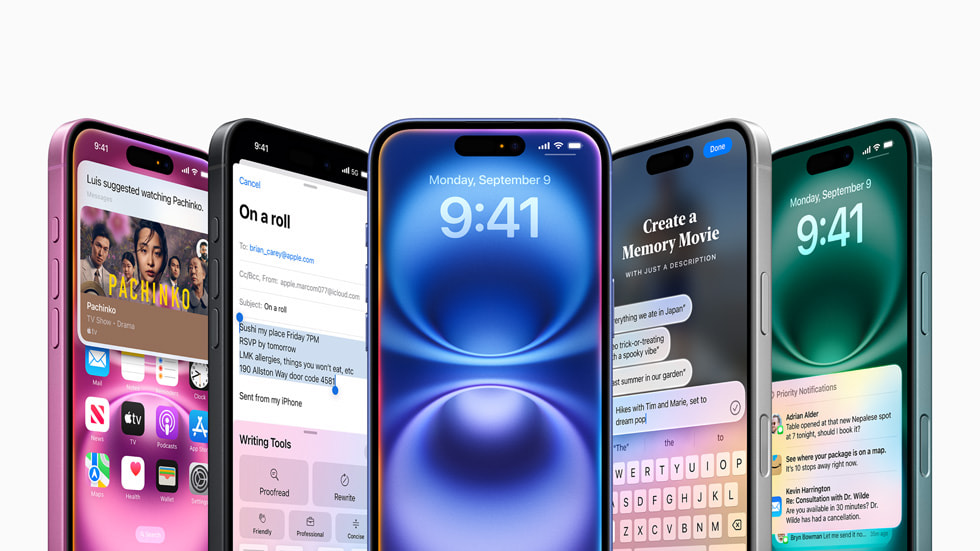 9:41
Luis suggested watching Pachinko.
Messages
PACHINKO
Pachinko
TV Show · Drama
tv
Mail
Notes
Clock
News
tv
TV
Podcasts
App Store
Maps
Health
Wallet
Settings
Search
9:41
5G
Cancel
On a roll
To: brian_carey@apple.com
Cc/Bcc, From: apple.marcom077@icloud.com
Subject: On a roll
Sushi my place Friday 7PM
RSVP by tomorrow
LMK allergies, things you won't eat, etc
190 Allston Way door code 4581
Sent from my iPhone
Writing Tools
Proofread
Rewrite
Friendly
Professional
Concise
Monday, September 9
9:41
Done
Create a
Memory Movie
WITH JUST A DESCRIPTION
erything we ate in Japan"
o trick-or-treating
th a spooky vibe"
ast summer in our garden"
Hikes with Tim and Marie, set to
dream pop
"The"
the
to
W E R T Y U I O P
S D F G H J K L
Z X C V B N M
Monday, September 9
9:41
Priority Notifications
Adrian Alder
Table opened at that new Nepalese spot
at 7 tonight, should I book it?
See where your package is on a map.
It's 10 stops away right now.
Kevin Harrington
Re: Consultation with Dr. Wilde
Are you available in 30 minutes? Dr.
Wilde has had a cancellation.
Bryn Bowman Let me send it no...